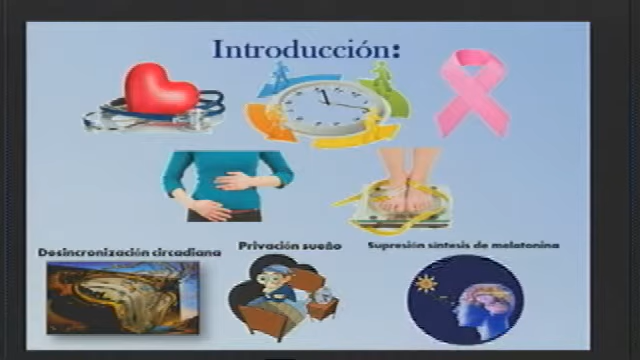 Introducción:
Desincronización circadiana
Privación sueño
Supresión síntesis de melatonina